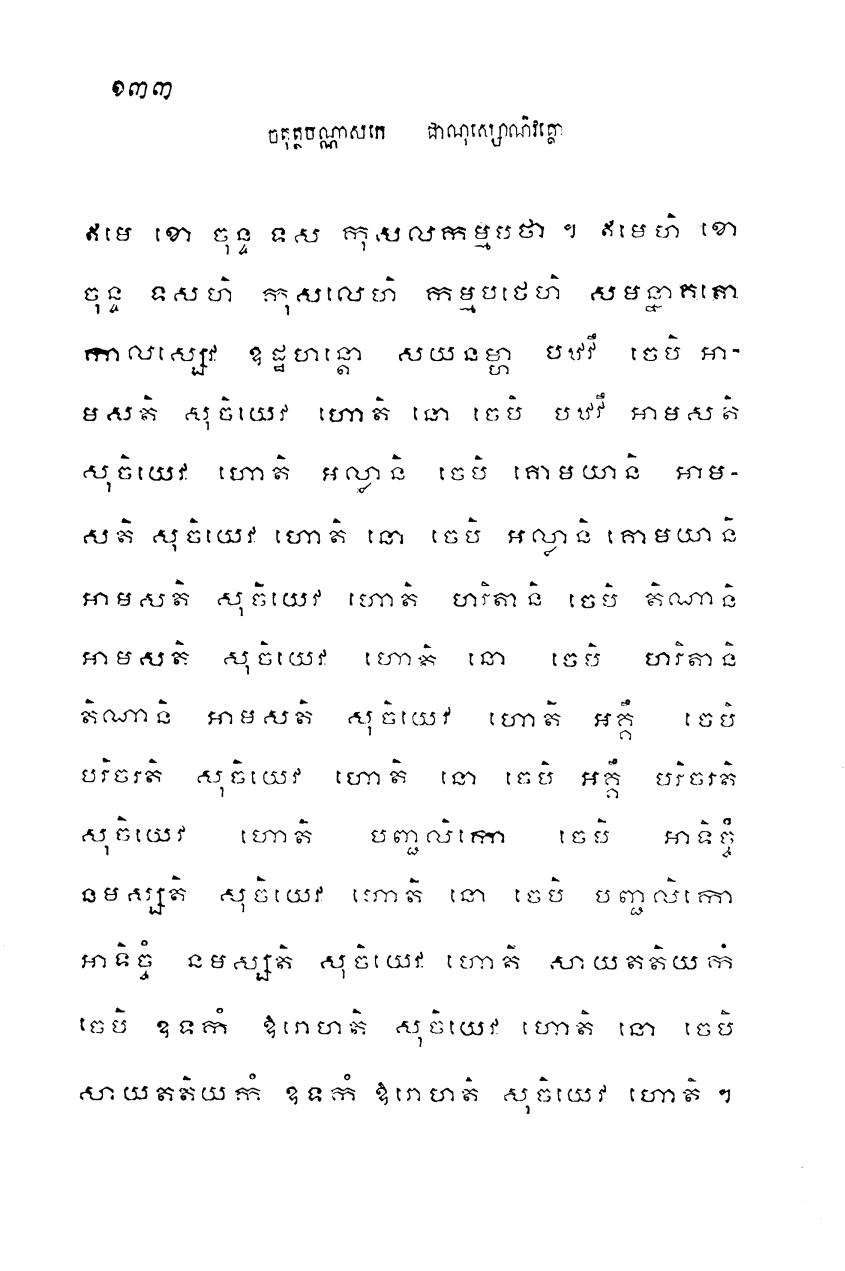 ១៣៣
ចតុត្ថបណ្ណាសកេ ជាណុស្សោណិវគ្គោ
ឥមេ ខោ ចុន្ទ ទស កុសលកម្មបថា ។ ឥមេហិ ខោ
ចុន្ទ ទសហិ កុសលេហិ កម្មបថេហិ សមន្នាគតោ
កាលស្សេវ ឧដ្ឋហន្តោ សយនម្ហា បឋវឹ ចេបិ អា-
មសតិ សុចិយេវ ហោតិ នោ ចេបិ បឋវឹ អាមសតិ
សុចិយេវ ហោតិ អល្លានិ ចេបិ គោមយានិ អាម-
សតិ សុចិយេវ ហោតិ នោ ចេបិ អល្លានិ គោមយានិ
អាមសតិ សុចិយេវ ហោតិ ហរិតានិ ចេបិ តិណានិ
អាមសតិ សុចិយេវ ហោតិ នោ ចេបិ ហរិតានិ
តិណានិ អាមសតិ សុចិយេវ ហោតិ អគ្គឹ ចេបិ
បរិចរតិ សុចិយេវ ហោតិ នោ ចេបិ អគ្គឹ បរិចរតិ
សុចិយេវ ហោតិ បញ្ជលិកោ ចេបិ អាទិច្ចំ
នមស្សតិ សុចិយេវ ហោតិ នោ ចេបិ បញ្ជលិកោ
អាទិច្ចំ នមស្សតិ សុចិយេវ ហោតិ សាយតតិយកំ
ចេបិ ឧទកំ ឱរោហតិ សុចិយេវ ហោតិ នោ ចេបិ
សាយតតិយកំ ឧទកំ ឱរោហតិ សុចិយេវ ហោតិ ។